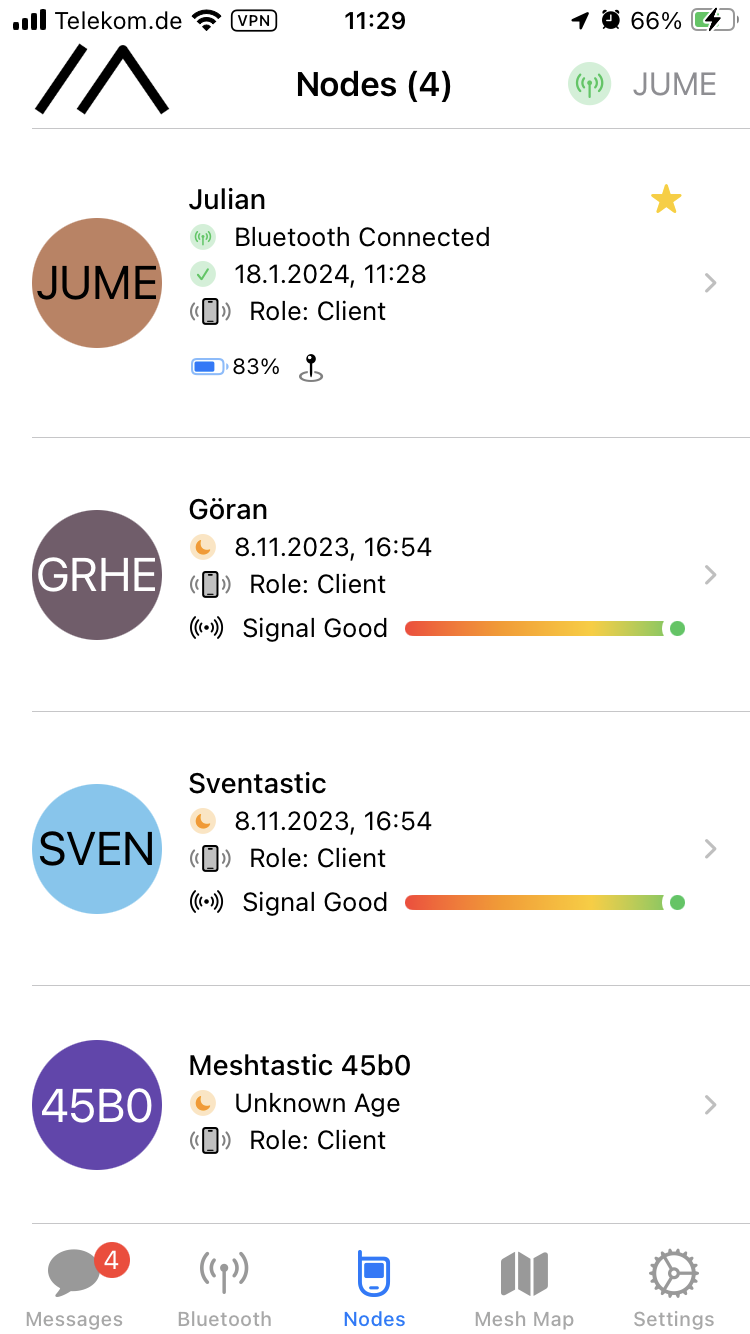 Telekom.de VPN 11:29 66%
Nodes (4) JUME
Julian
JUME
Bluetooth Connected
18.1.2024, 11:28
Role: Client
83%
Göran
GRHE
8.11.2023, 16:54
Role: Client
Signal Good
Sventastic
SVEN
8.11.2023, 16:54
Role: Client
Signal Good
Meshtastic 45b0
45B0
Unknown Age
Role: Client
4
Messages Bluetooth Nodes Mesh Map Settings